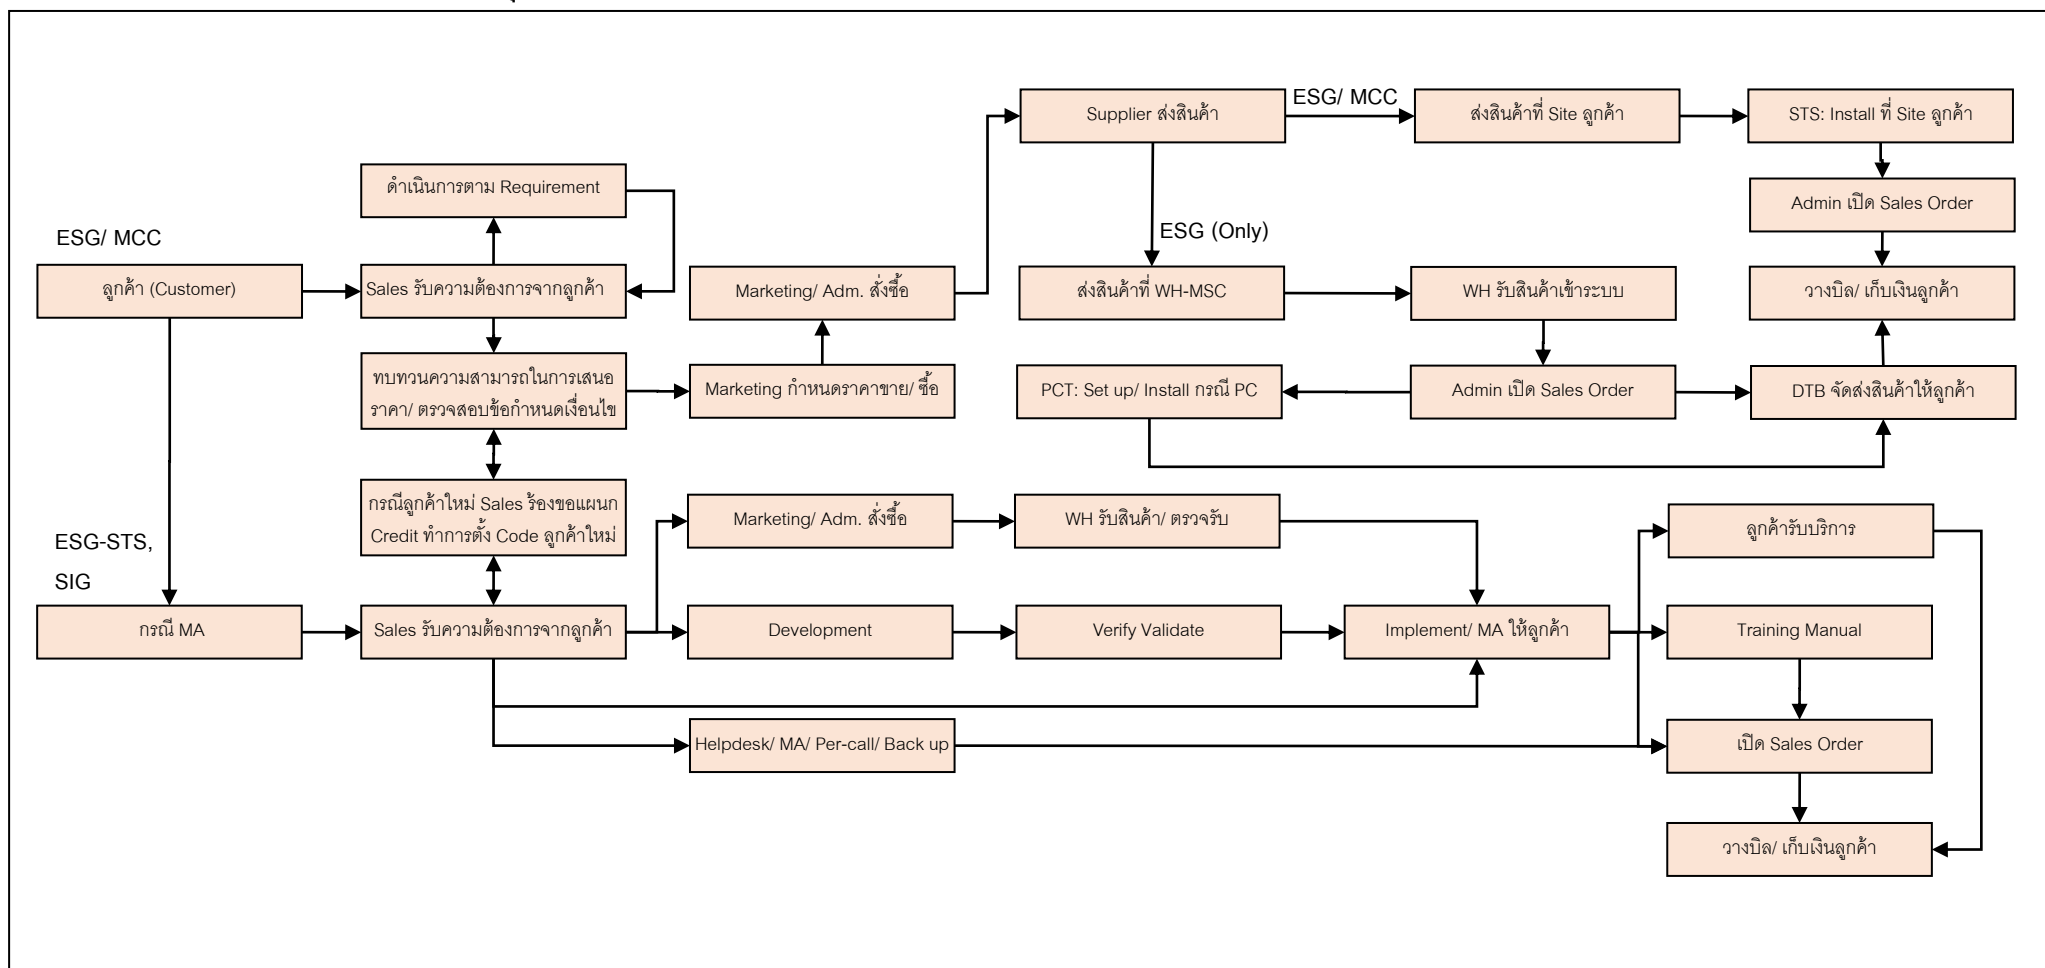 ESG/ MCC
Supplier ส่งสินค้า
ส่งสินค้าที่ Site ลูกค้า
STS: Install ที่ Site ลูกค้า
ดำเนินการตาม Requirement
Admin เปิด Sales Order
ESG/ MCC
ESG (Only)
ลูกค้า (Customer)
Sales รับความต้องการจากลูกค้า
Marketing/ Adm. สั่งซื้อ
ส่งสินค้าที่ WH-MSC
WH รับสินค้าเข้าระบบ
วางบิล/ เก็บเงินลูกค้า
ทบทวนความสามารถในการเสนอ
ราคา/ ตรวจสอบข้อกำหนดเงื่อนไข
Marketing กำหนดราคาขาย/ ซื้อ
PCT: Set up/ Install กรณี PC
Admin เปิด Sales Order
DTB จัดส่งสินค้าให้ลูกค้า
กรณีลูกค้าใหม่ Sales ร้องขอแผนก
Credit ทำการตั้ง Code ลูกค้าใหม่
Marketing/ Adm. สั่งซื้อ
WH รับสินค้า/ ตรวจรับ
ลูกค้ารับบริการ
ESG-STS,
SIG
กรณี MA
Sales รับความต้องการจากลูกค้า
Development
Verify Validate
Implement/ MA ให้ลูกค้า
Training Manual
Helpdesk/ MA/ Per-call/ Back up
เปิด Sales Order
วางบิล/ เก็บเงินลูกค้า